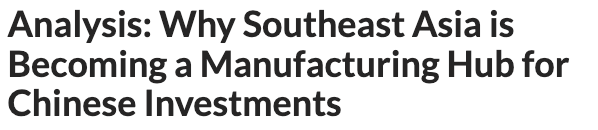 Analysis: Why Southeast Asia is
Becoming a Manufacturing Hub for
Chinese Investments